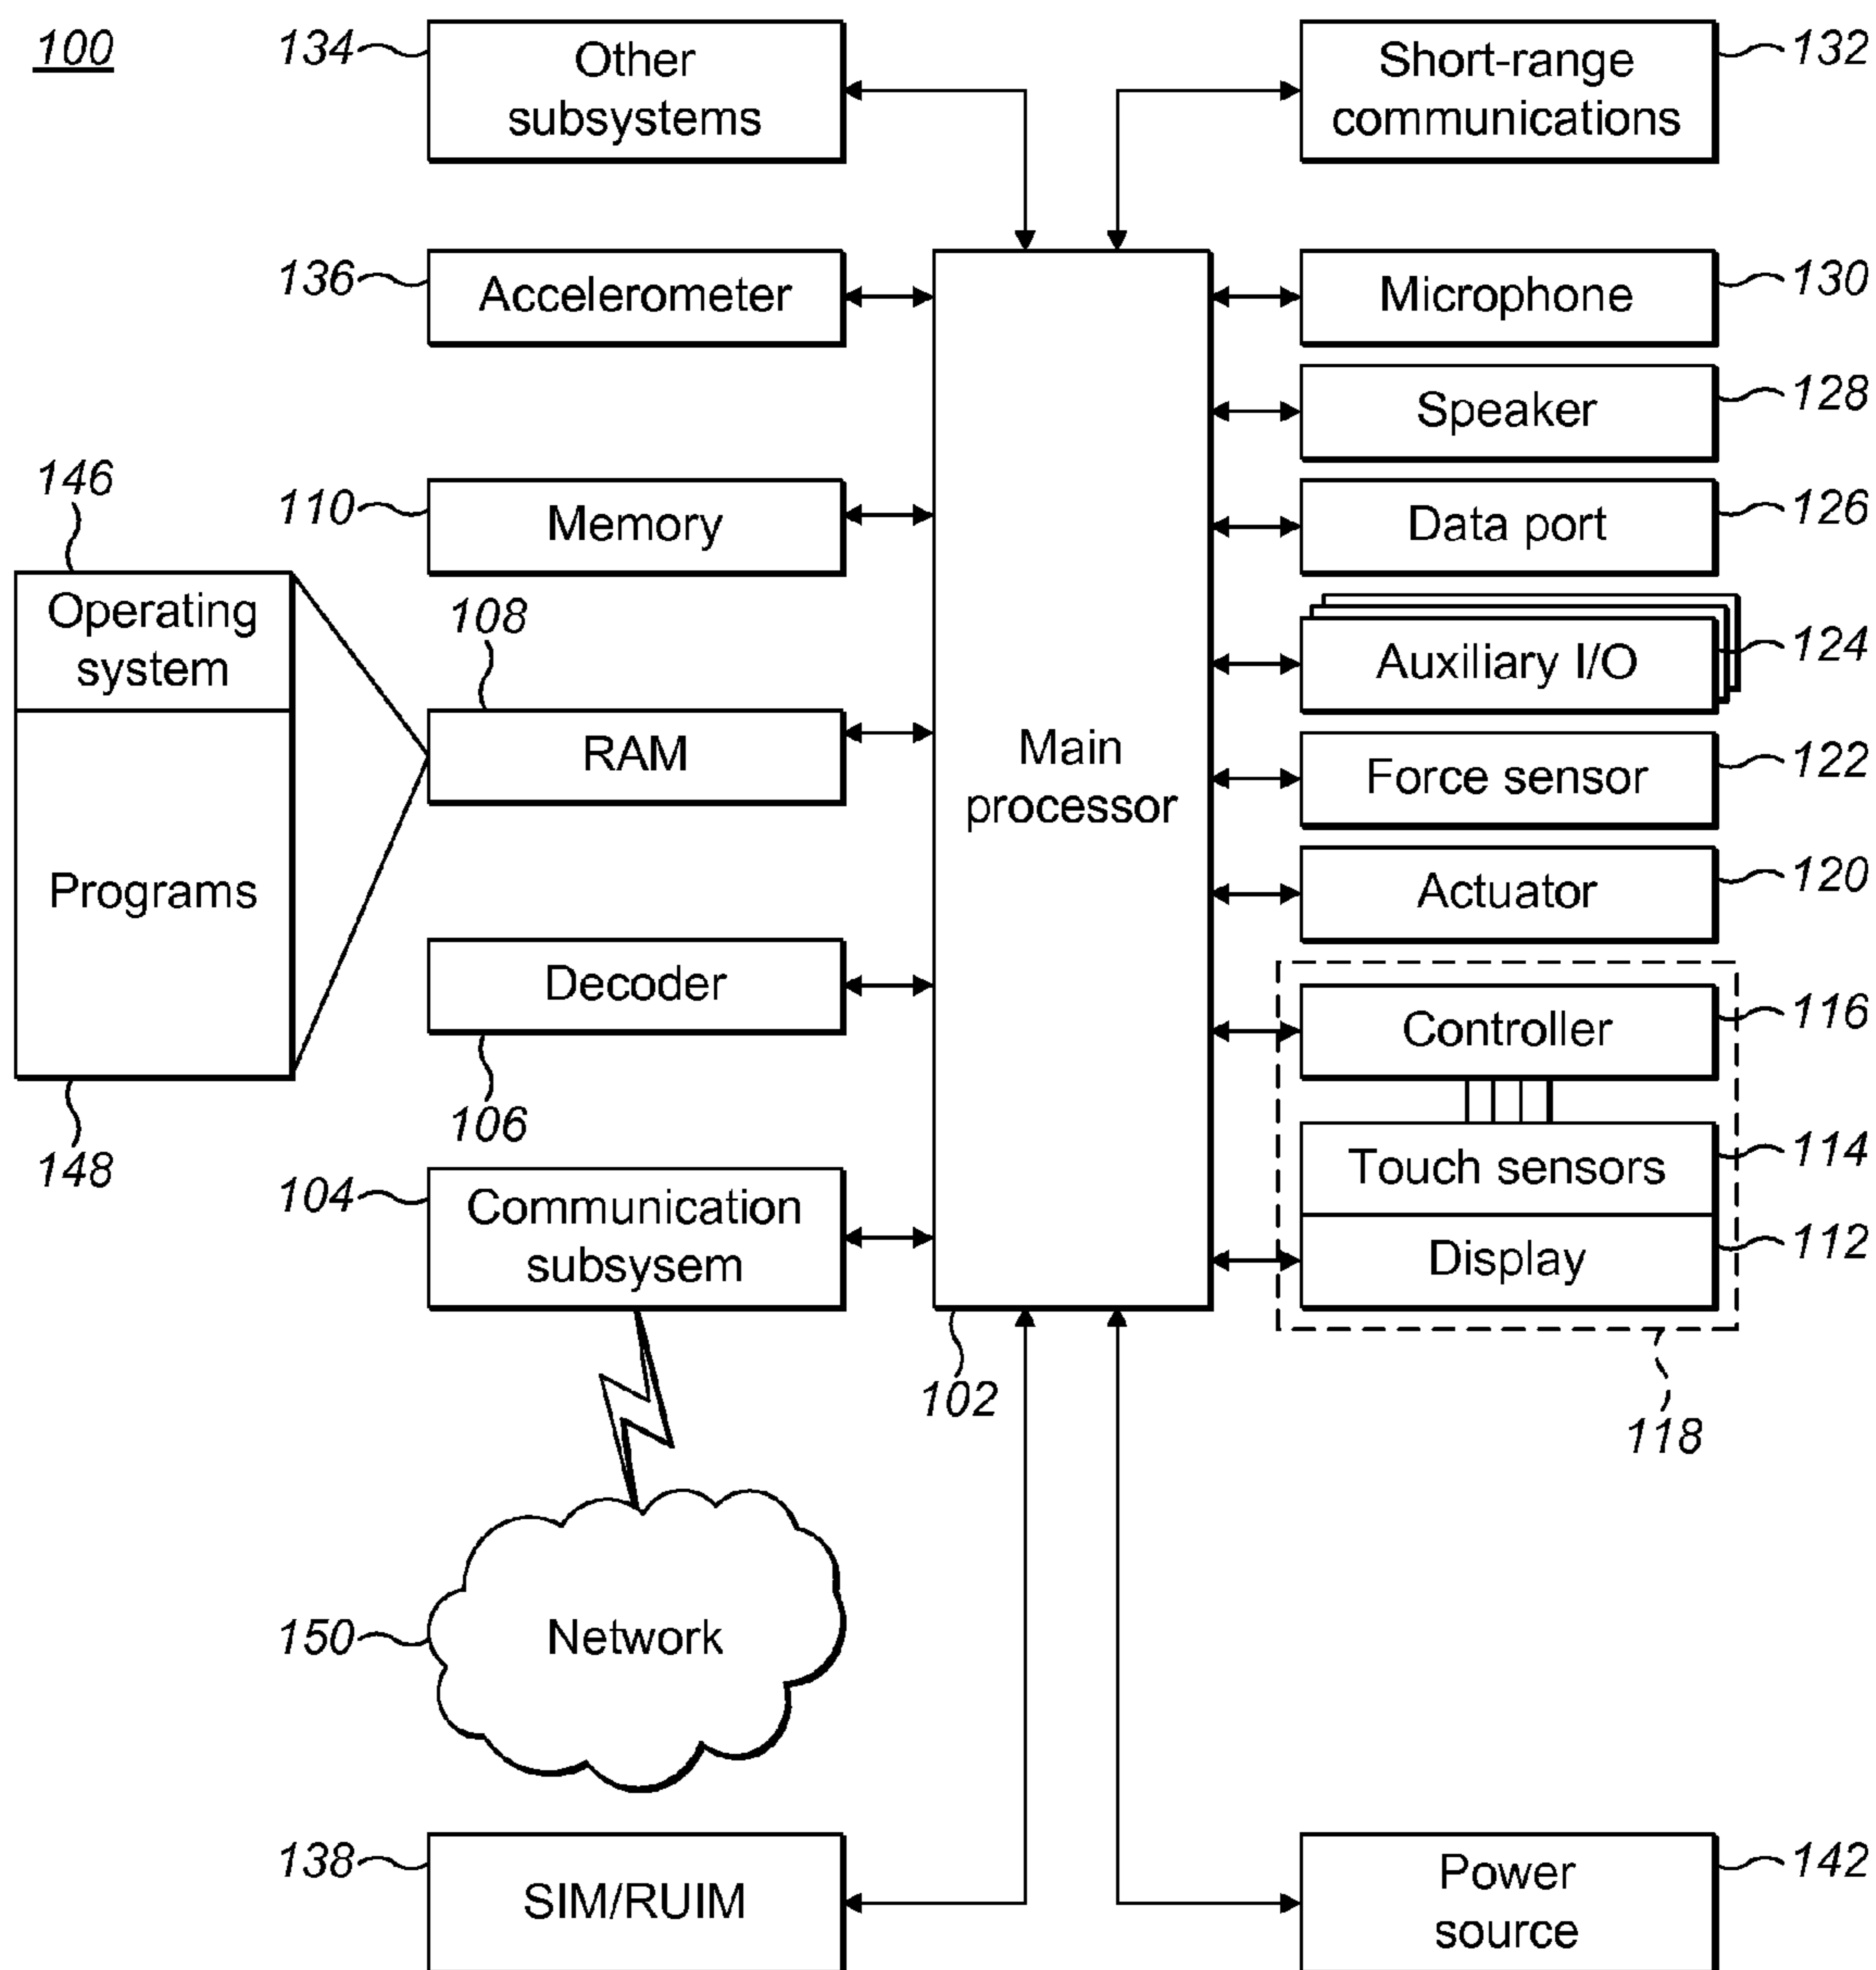 100
134
Other
subsystems
Short-range
communications
132
136
Accelerometer
Microphone
130
Speaker
128
146
110
Memory
Data port
126
Operating
system
108
Auxiliary I/O
124
RAM
Main
processor
Force sensor
122
Programs
Actuator
120
Decoder
Controller
116
106
148
Touch sensors
114
104
Communication
subsysem
Display
112
102
118
150
Network
138
SIM/RUIM
Power
source
142